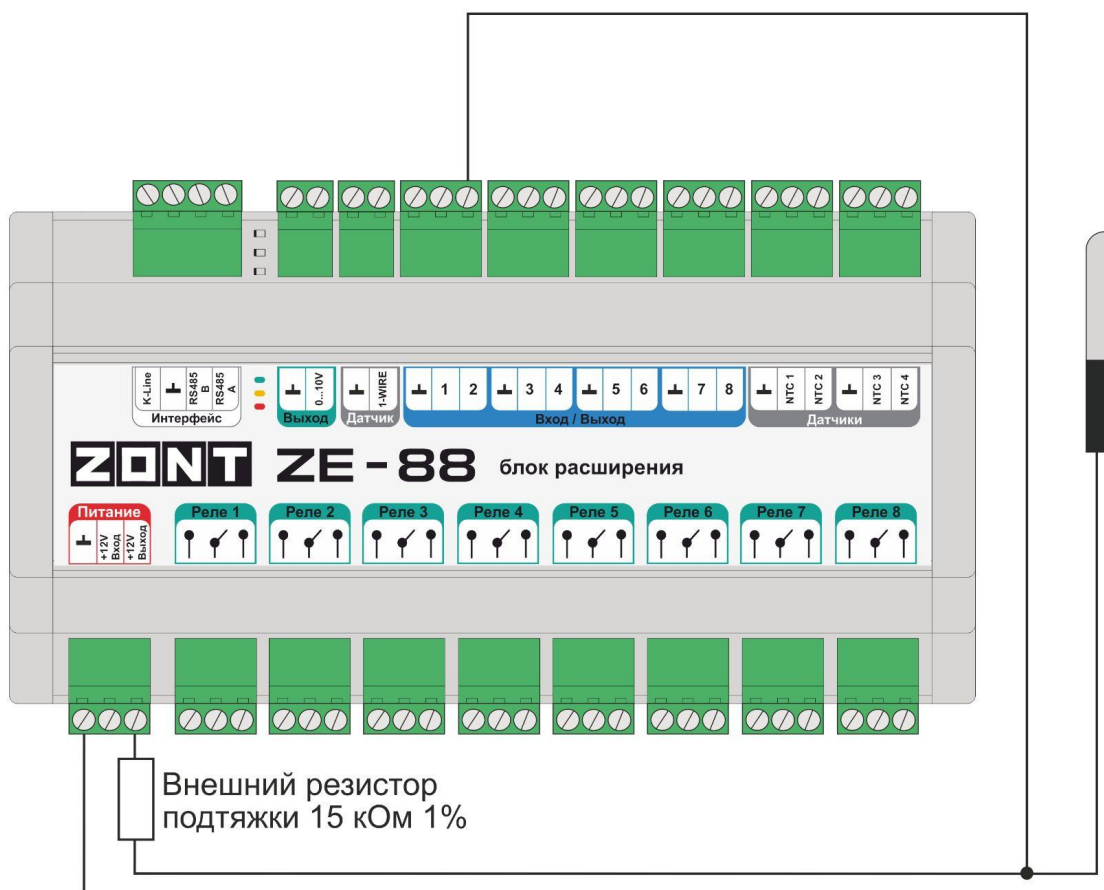 K-Line
RS485 B
RS485 A
Интерфейс
0...10V
Выход
1-WIRE
Датчик
1 2 3 4 5 6 7 8
Вход / Выход
NTC 1 NTC 2 NTC 3 NTC 4
Датчики
ZONT ZE-88 блок расширения
Питание
+12V Вход
+12V Выход
Реле 1 Реле 2 Реле 3 Реле 4 Реле 5 Реле 6 Реле 7 Реле 8
Внешний резистор
подтяжки 15 кОм 1%